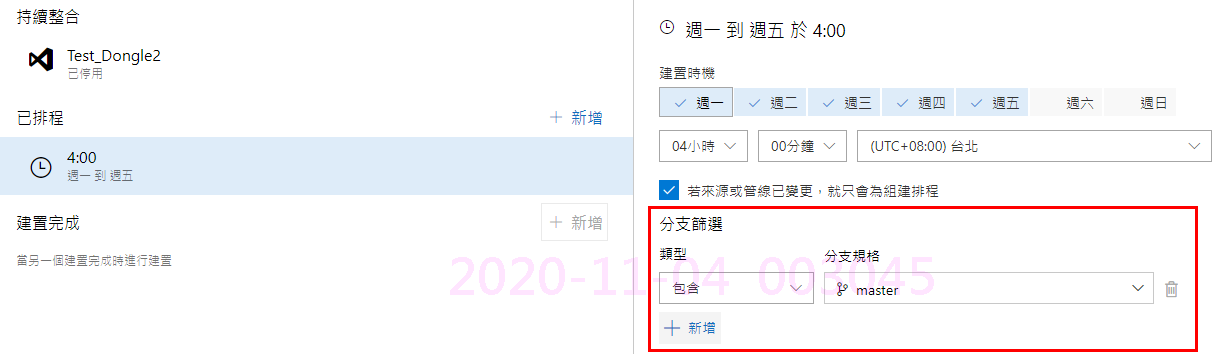 持續整合
Test_Dongle2
已停用
已排程
新增
4:00
週一 到 週五
建置完成
新增
當另一個建置完成時進行建置
週一 到 週五 於 4:00
建置時機
週一 週二 週三 週四 週五 週六 週日
04小時 00分鐘 (UTC+08:00) 台北
若來源或管線已變更，就只會為組建排程
分支篩選
類型 分支規格
包含 master
新增
2020-11-04 003045